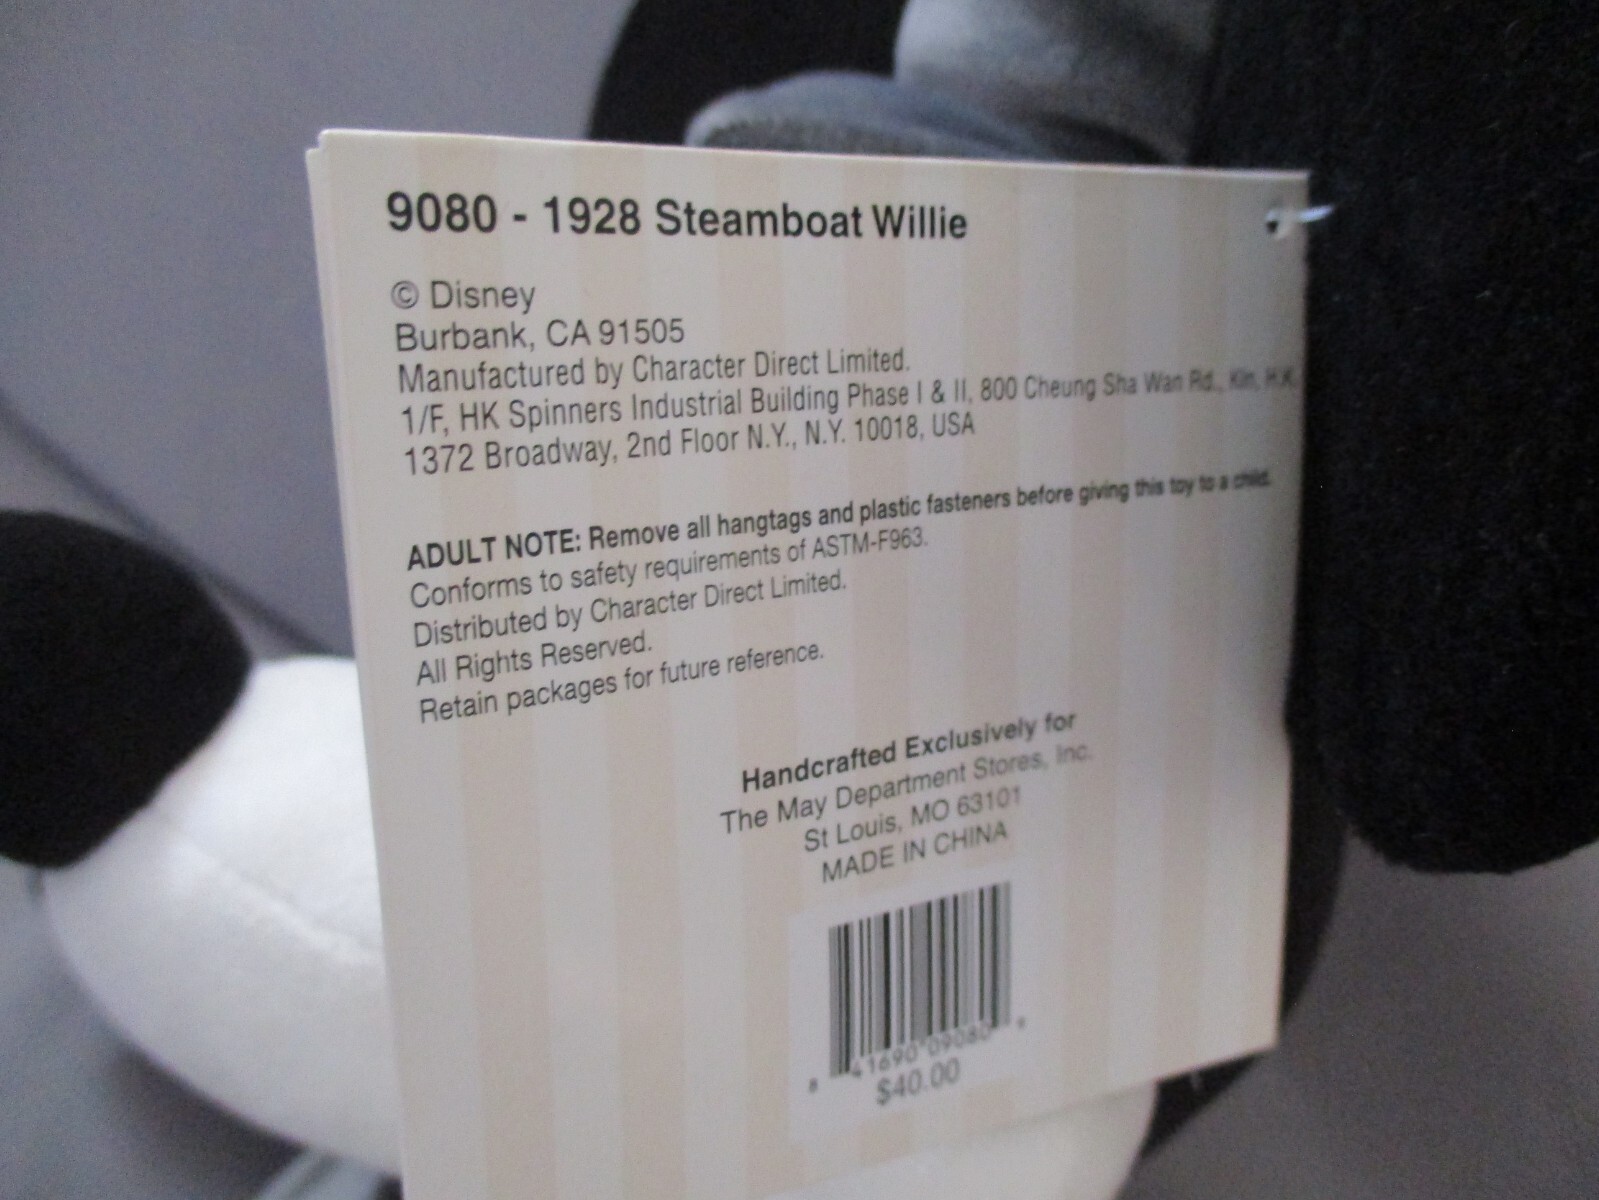 9080 - 1928 Steamboat Willie
© Disney
Burbank, CA 91505
Manufactured by Character Direct Limited.
1/F, HK Spinners Industrial Building Phase I & II, 800 Cheung Sha Wan Rd., Kln, H.K.
1372 Broadway, 2nd Floor N.Y., N.Y. 10018, USA
ADULT NOTE: Remove all hangtags and plastic fasteners before giving this toy to a child.
Conforms to safety requirements of ASTM-F963.
Distributed by Character Direct Limited.
All Rights Reserved.
Retain packages for future reference.
Handcrafted Exclusively for
The May Department Stores, Inc.
St Louis, MO 63101
MADE IN CHINA
8 41690 09080 9
$40.00